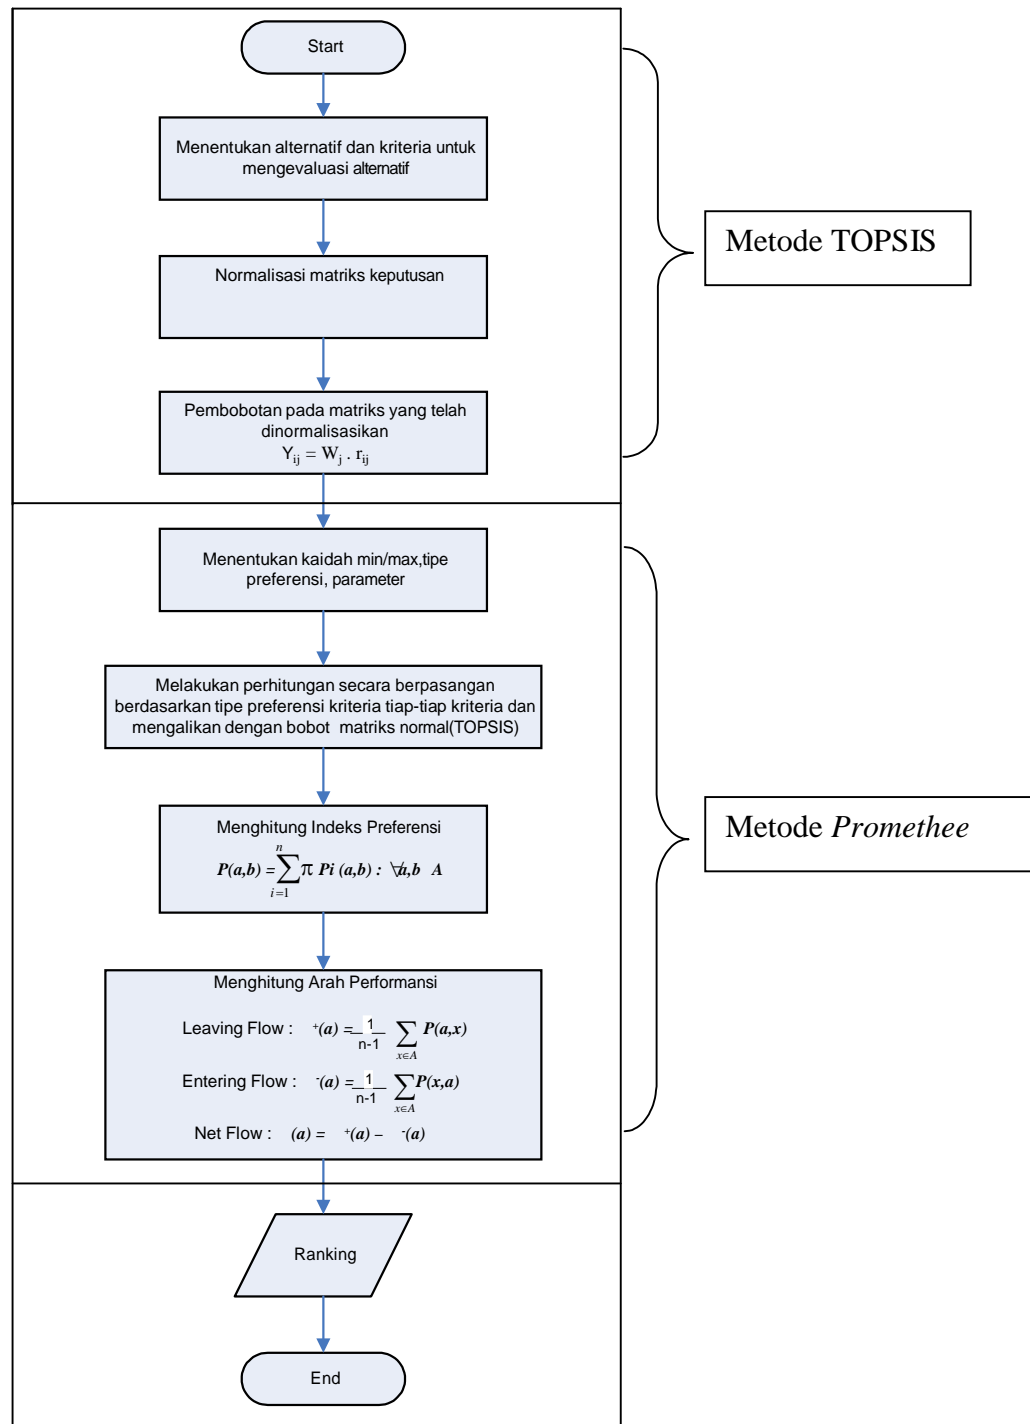 Start
Menentukan alternatif dan kriteria untuk
mengevaluasi alternatif
Normalisasi matriks keputusan
Pembobotan pada matriks yang telah
dinormalisasikan
Y_ij = W_j . r_ij
Metode TOPSIS
Menentukan kaidah min/max,tipe
preferensi, parameter
Melakukan perhitungan secara berpasangan
berdasarkan tipe preferensi kriteria tiap-tiap kriteria dan
mengalikan dengan bobot matriks normal(TOPSIS)
Menghitung Indeks Preferensi
P(a,b) = ∑_{i=1}^{n} π Pi (a,b) : ∀a,b A
Menghitung Arah Performansi
Leaving Flow : ⁺(a) = 1/n-1 ∑_{x∈A} P(a,x)
Entering Flow : ⁻(a) = 1/n-1 ∑_{x∈A} P(x,a)
Net Flow : (a) = ⁺(a) – ⁻(a)
Metode Promethee
Ranking
End